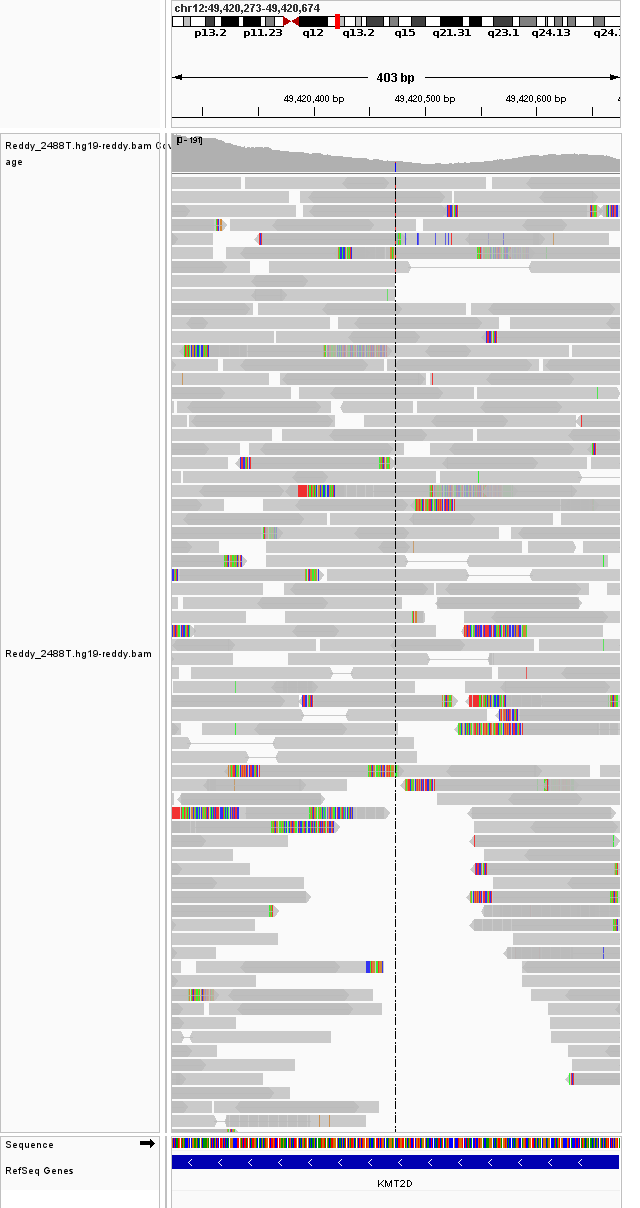 chr12:49,420,273-49,420,674
p13.2 p11.23 q12 q13.2 q15 q21.31 q23.1 q24.13
403 bp
49,420,400 bp 49,420,500 bp 49,420,600 bp
[0 - 191]
Reddy_2488T.hg19-reddy.bam
age
Reddy_2488T.hg19-reddy.bam
Sequence
RefSeq Genes
KMT2D